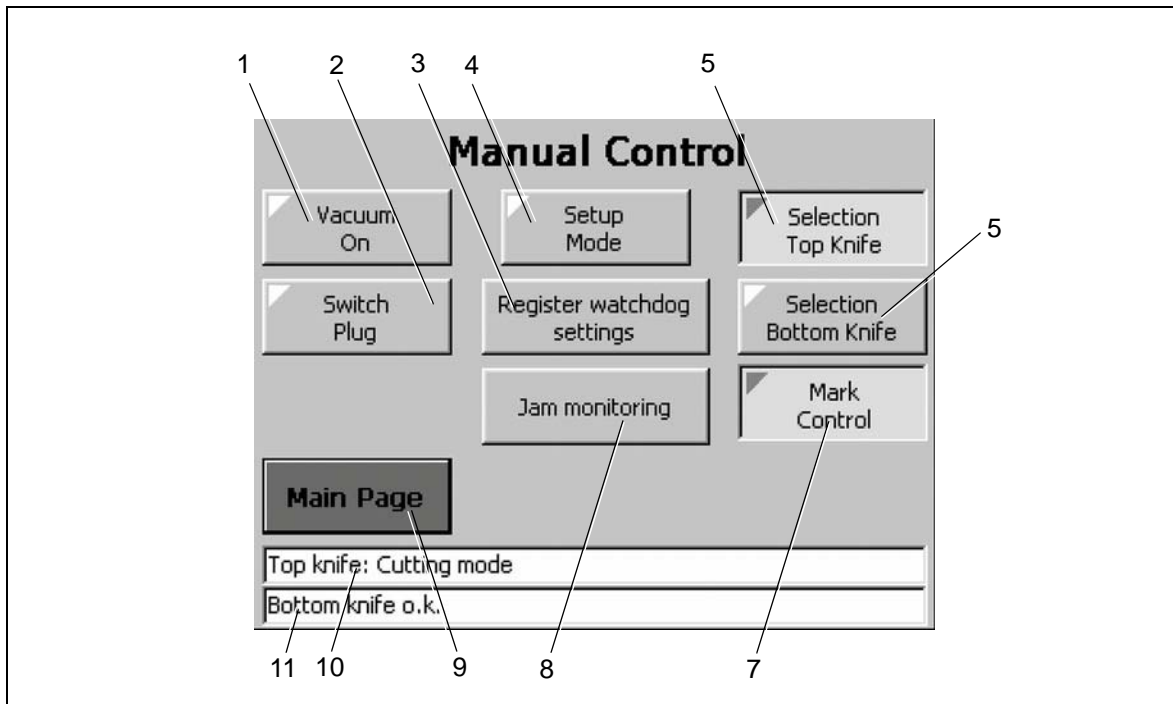 1 2 3 4 5
Manual Control
Vacuum
On
Setup
Mode
Selection
Top Knife
5
Switch
Plug
Register watchdog
settings
Selection
Bottom Knife
Jam monitoring
Mark
Control
Main Page
Top knife: Cutting mode
Bottom knife o.k.
11 10 9 8 7